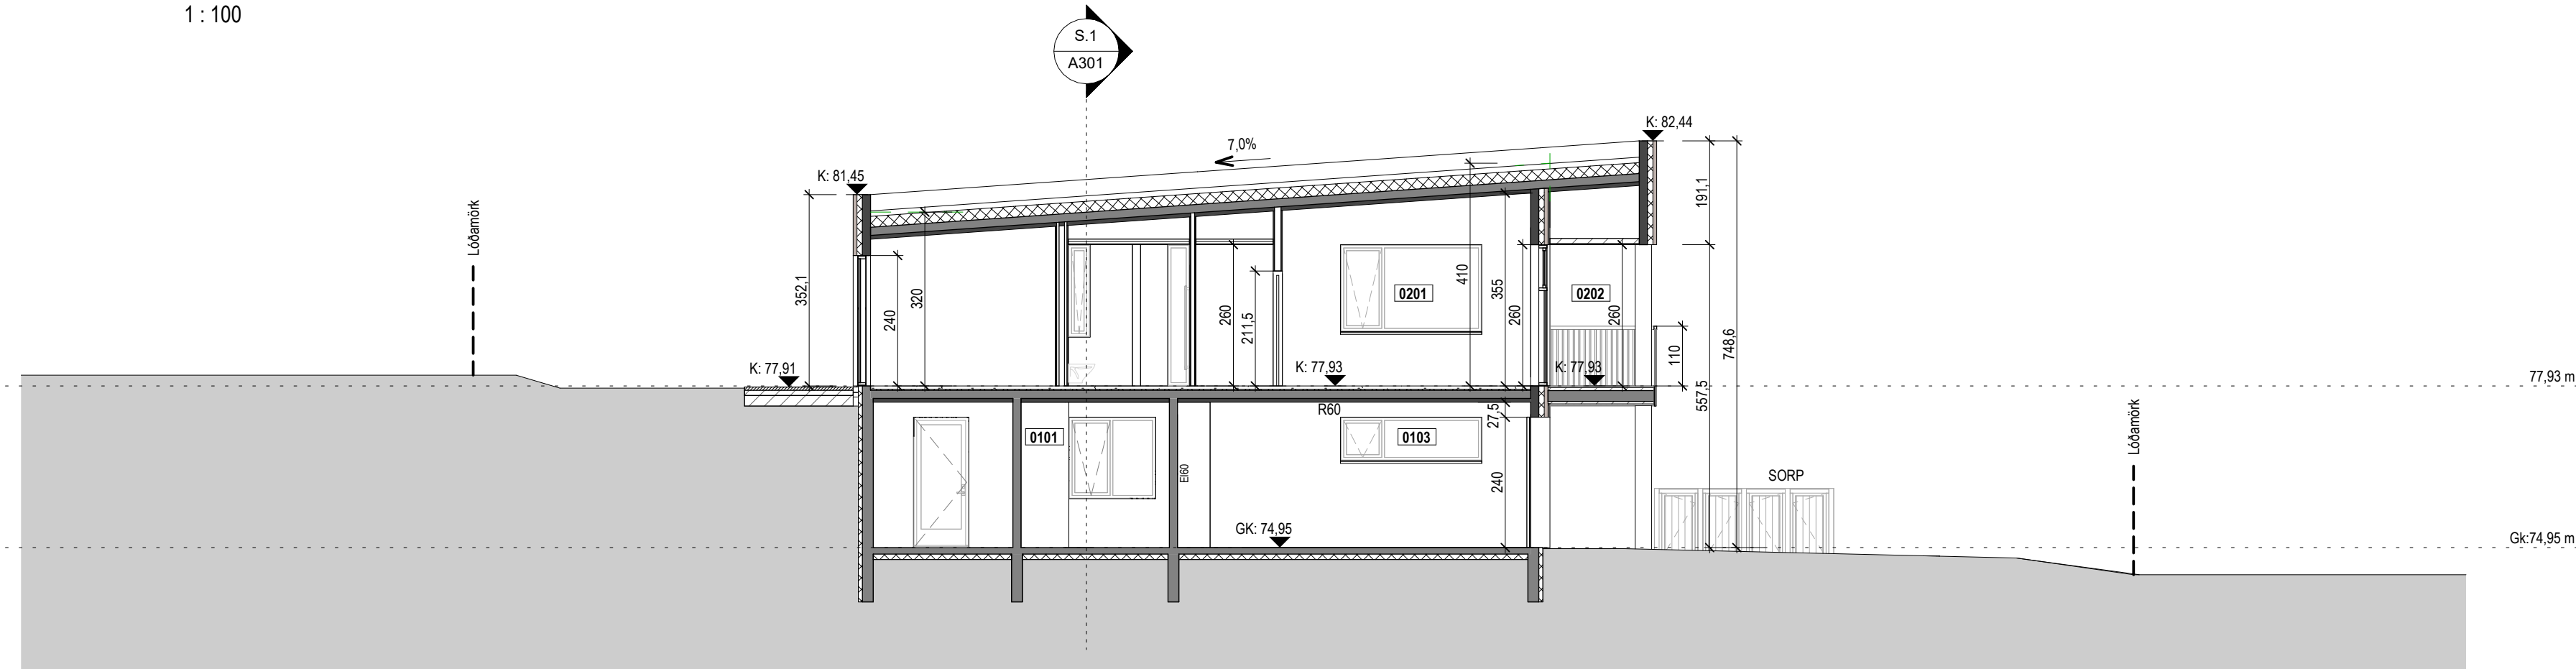 1 : 100
S.1
A301
K: 82,44
7,0%
K: 81,45
191,1
Lóðamörk
352,1
320
240
260
211,5
410
355
260
0201
0202
260
110
748,6
K: 77,91
K: 77,93
K: 77,93
77,93 m
557,5
R60
27,5
Lóðamörk
0101
0103
EI60
240
SORP
GK: 74,95
Gk:74,95 m